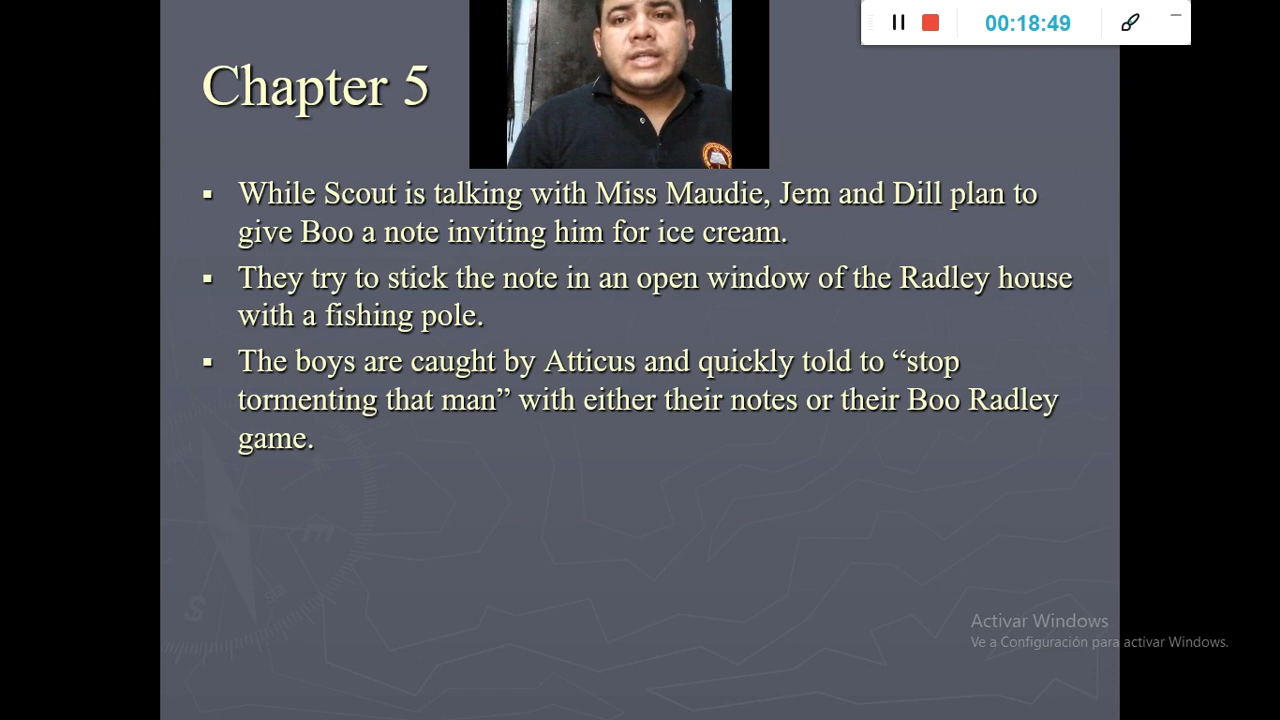 00:18:49
Chapter 5
While Scout is talking with Miss Maudie, Jem and Dill plan to
give Boo a note inviting him for ice cream.
They try to stick the note in an open window of the Radley house
with a fishing pole.
The boys are caught by Atticus and quickly told to “stop
tormenting that man” with either their notes or their Boo Radley
game.
Activar Windows
Ve a Configuración para activar Windows.